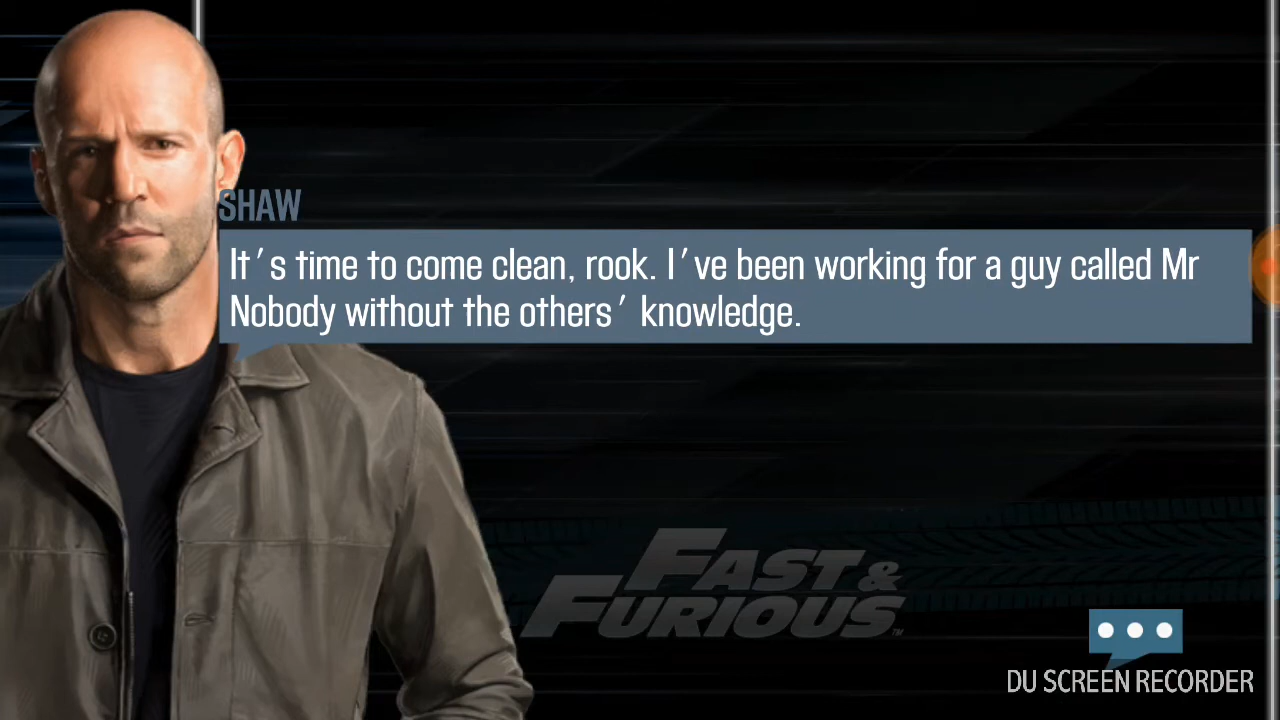 SHAW
It's time to come clean, rook. I've been working for a guy called Mr
Nobody without the others' knowledge.
FAST &
FURIOUS™
DU SCREEN RECORDER